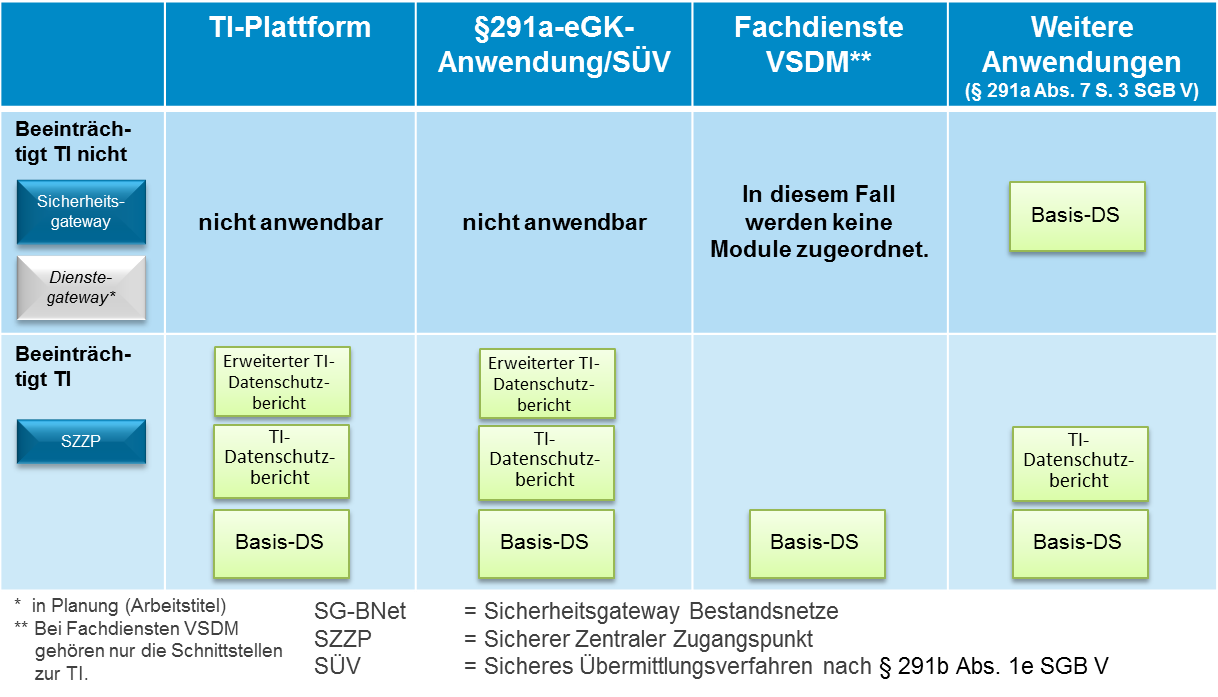 TI-Plattform
§291a-eGK-
Anwendung/SÜV
Fachdienste
VSDM**
Weitere
Anwendungen
(§ 291a Abs. 7 S. 3 SGB V)
Beeinträch-
tigt TI nicht
Sicherheits-
gateway
Dienste-
gateway*
nicht anwendbar
nicht anwendbar
In diesem Fall
werden keine
Module zugeordnet.
Basis-DS
Beeinträch-
tigt TI
SZZP
Erweiterter TI-
Datenschutz-
bericht
TI-
Datenschutz-
bericht
Basis-DS
Erweiterter TI-
Datenschutz-
bericht
TI-
Datenschutz-
bericht
Basis-DS
Basis-DS
TI-
Datenschutz-
bericht
Basis-DS
* in Planung (Arbeitstitel)
** Bei Fachdiensten VSDM
gehören nur die Schnittstellen
zur TI.
SG-BNet = Sicherheitsgateway Bestandsnetze
SZZP = Sicherer Zentraler Zugangspunkt
SÜV = Sicheres Übermittlungsverfahren nach § 291b Abs. 1e SGB V